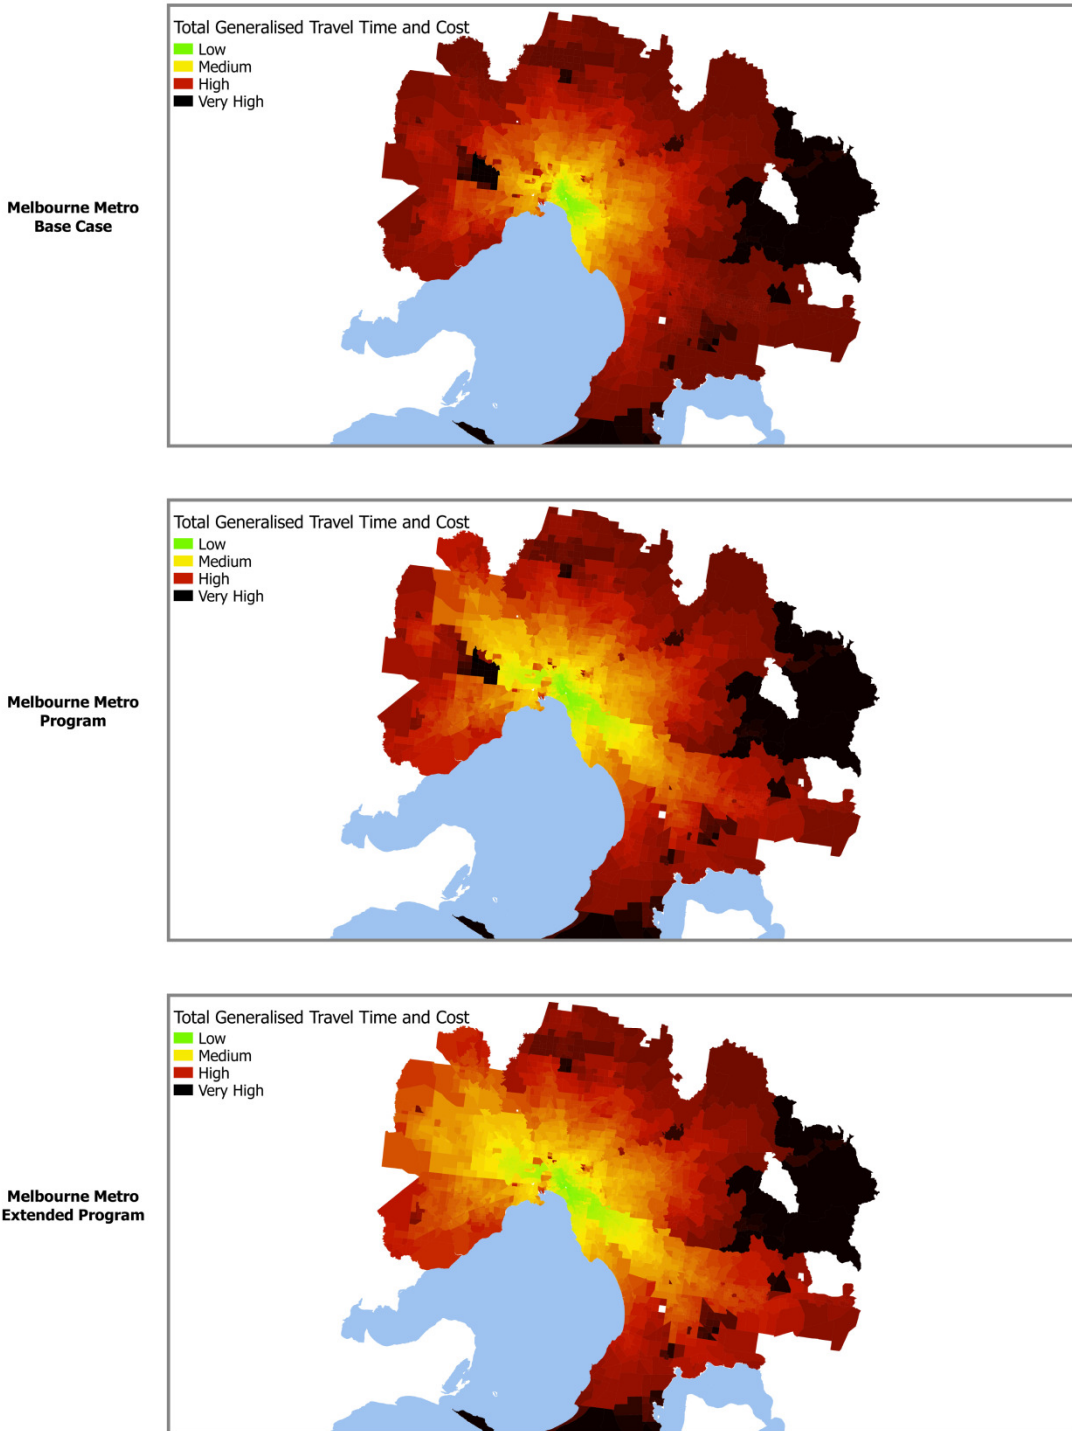 Total Generalised Travel Time and Cost
Low
Medium
High
Very High
Melbourne Metro
Base Case
Total Generalised Travel Time and Cost
Low
Medium
High
Very High
Melbourne Metro
Program
Total Generalised Travel Time and Cost
Low
Medium
High
Very High
Melbourne Metro
Extended Program